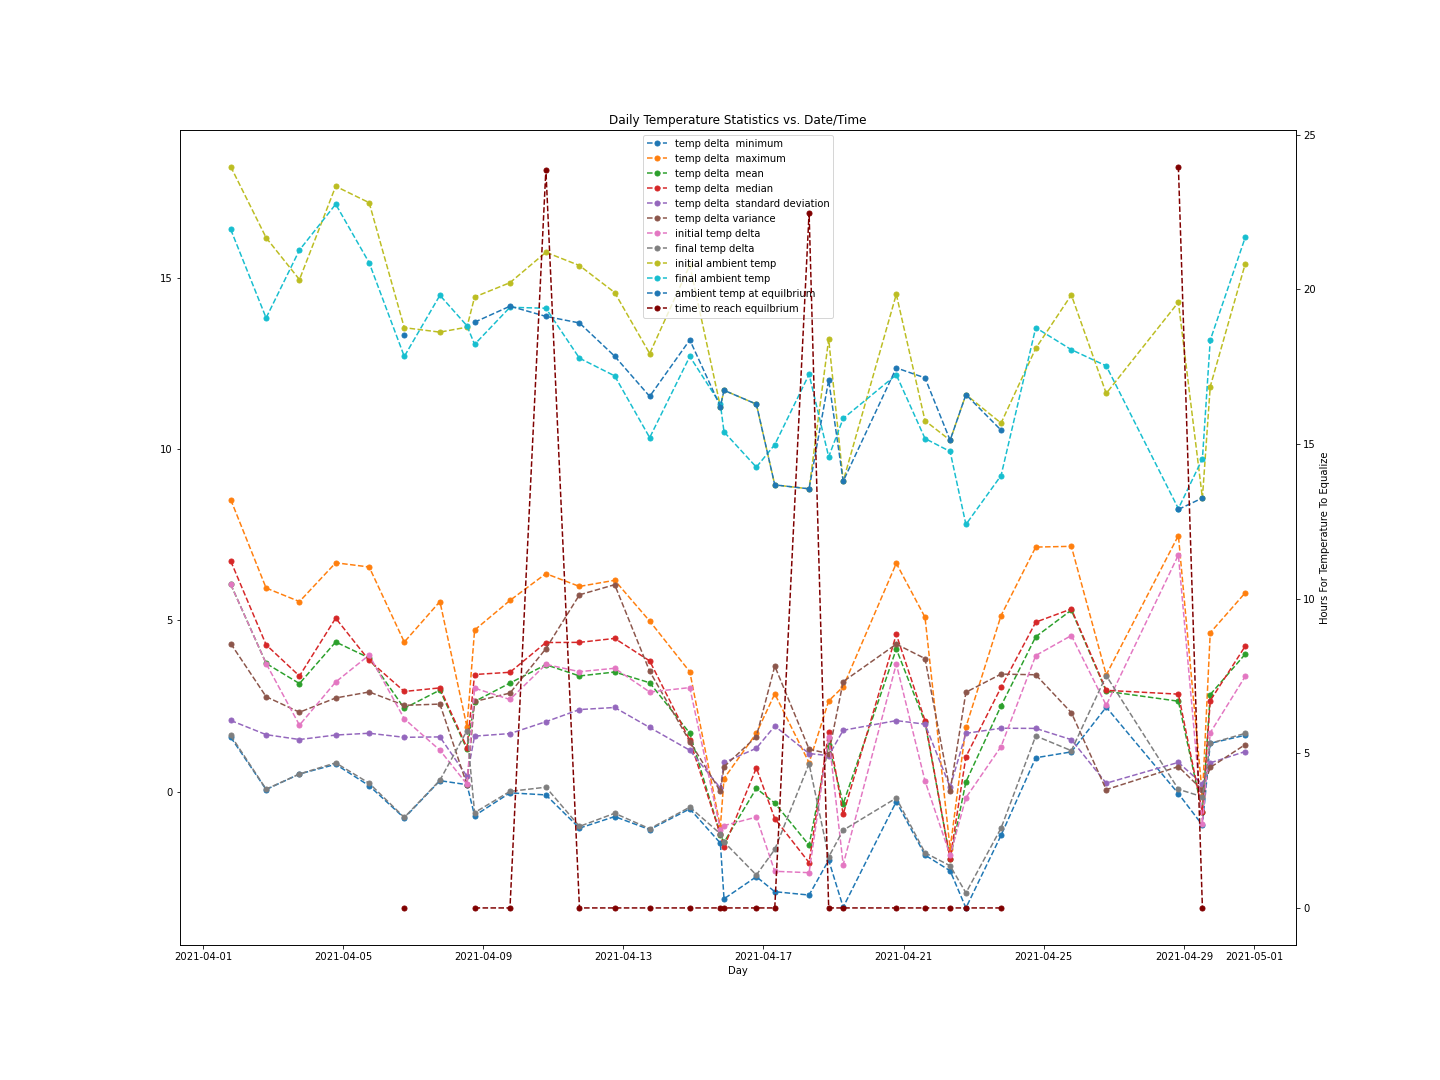 Daily Temperature Statistics vs. Date/Time
temp delta  minimum
temp delta  maximum
temp delta  mean
temp delta  median
temp delta  standard deviation
temp delta variance
initial temp delta
final temp delta
initial ambient temp
final ambient temp
ambient temp at equilbrium
time to reach equilbrium
15
10
5
0
25
20
15
10
5
0
Hours For Temperature To Equalize
2021-04-01 2021-04-05 2021-04-09 2021-04-13 2021-04-17 2021-04-21 2021-04-25 2021-04-29 2021-05-01
Day